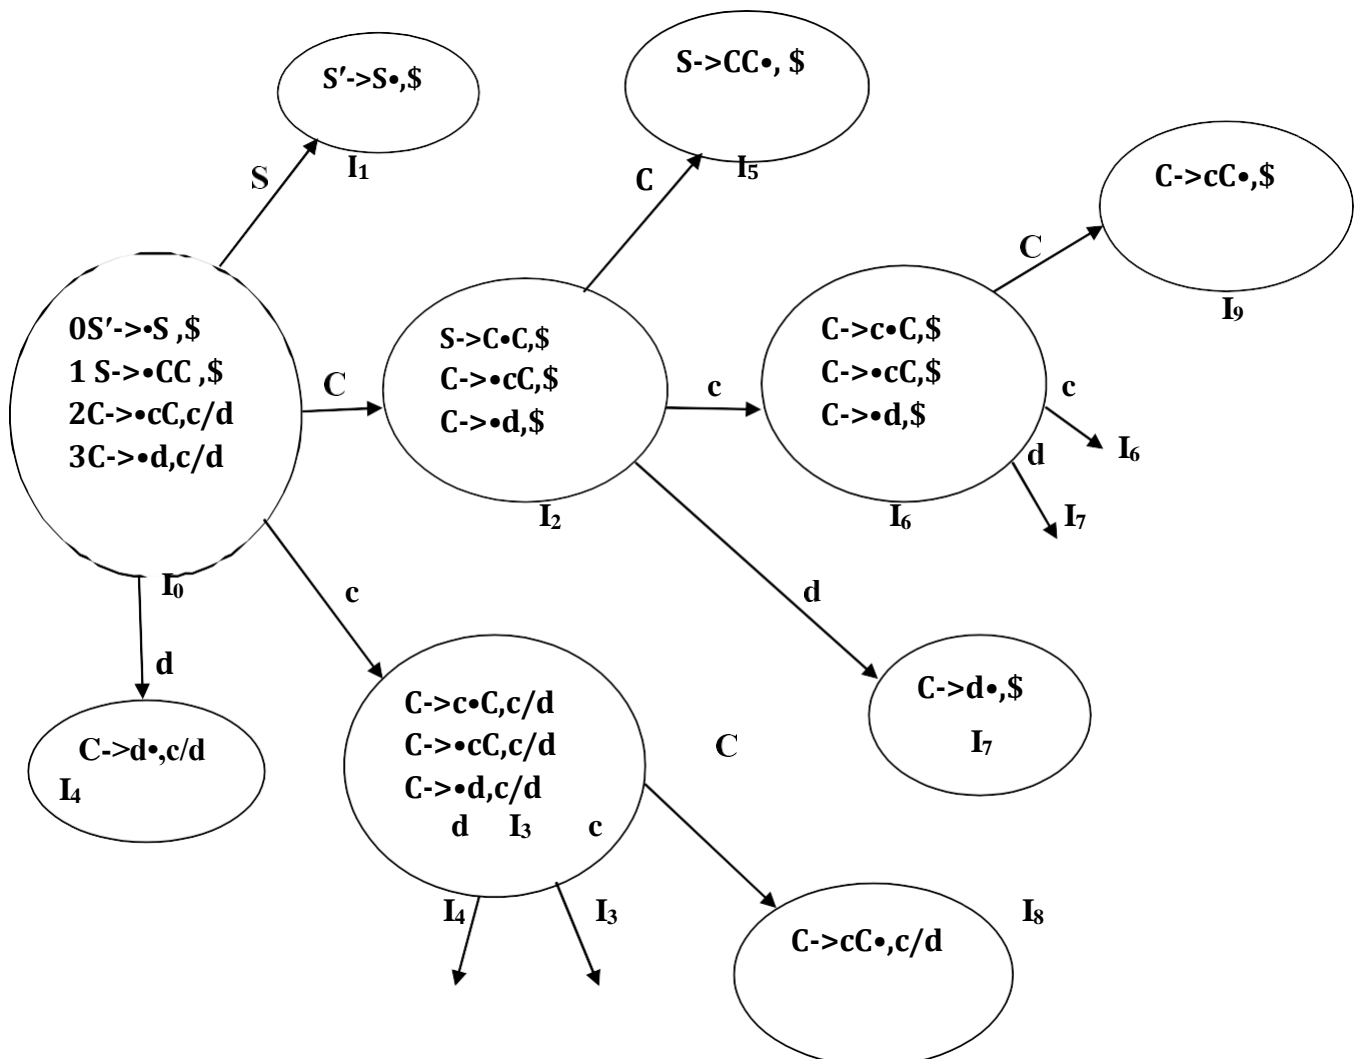 S′->S•,$
I1
S
S->CC•, $
I5
C
C->cC•,$
I9
C
0S′->•S ,$
1 S->•CC ,$
2C->•cC,c/d
3C->•d,c/d
I0
C
S->C•C,$
C->•cC,$
C->•d,$
I2
c
C->c•C,$
C->•cC,$
C->•d,$
I6
c
I6
d
I7
c
d
d
C->d•,c/d
I4
C->c•C,c/d
C->•cC,c/d
C->•d,c/d
d I3 c
I4 I3
C
C->d•,$
I7
I8
C->cC•,c/d